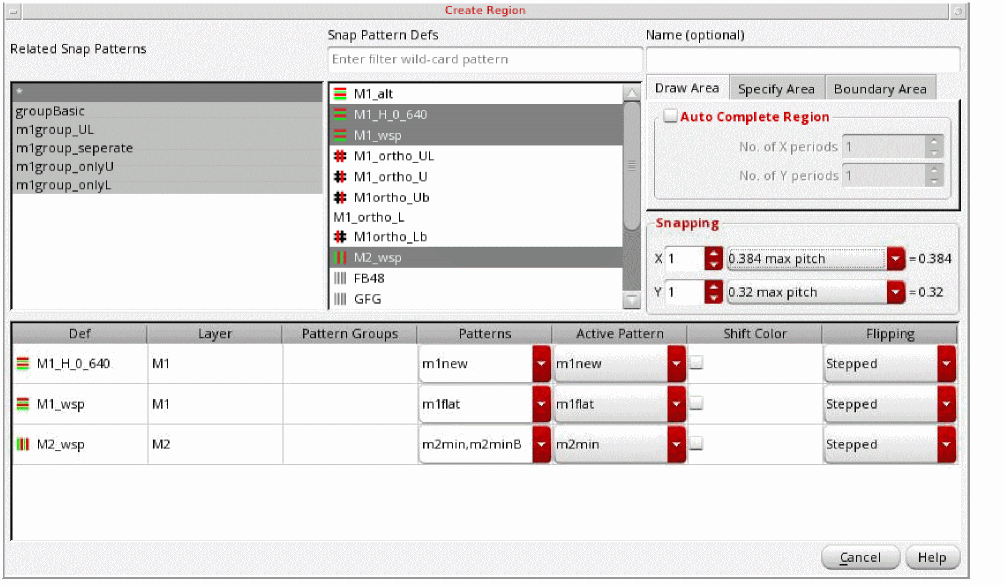 Create Region
Related Snap Patterns
*
groupBasic
m1group_UL
m1group_seperate
m1group_onlyU
m1group_onlyL
Snap Pattern Defs
Enter filter wild-card pattern
M1_alt
M1_H_0_640
M1_wsp
M1_ortho_UL
M1_ortho_U
M1ortho_Ub
M1_ortho_L
M1ortho_Lb
M2_wsp
FB48
GFG
Name (optional)
Draw Area Specify Area Boundary Area
Auto Complete Region
No. of X periods 1
No. of Y periods 1
Snapping
X 1 0.384 max pitch = 0.384
Y 1 0.32 max pitch = 0.32
Def Layer Pattern Groups Patterns Active Pattern Shift Color Flipping
M1_H_0_640 M1 m1new m1new Stepped
M1_wsp M1 m1flat m1flat Stepped
M2_wsp M2 m2min,m2minB m2min Stepped
Cancel Help